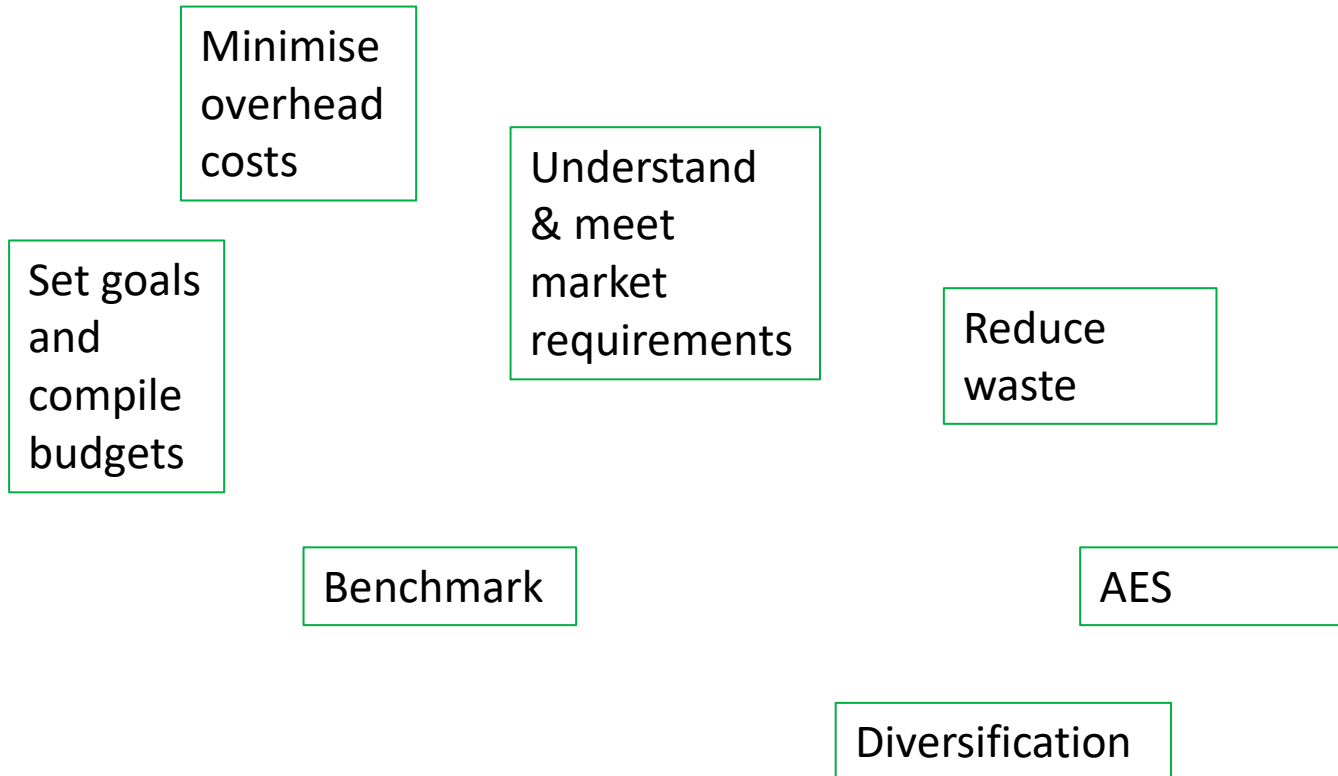 Minimise
overhead
costs
Understand
& meet
market
requirements
Set goals
and
compile
budgets
Reduce
waste
Benchmark
AES
Diversification